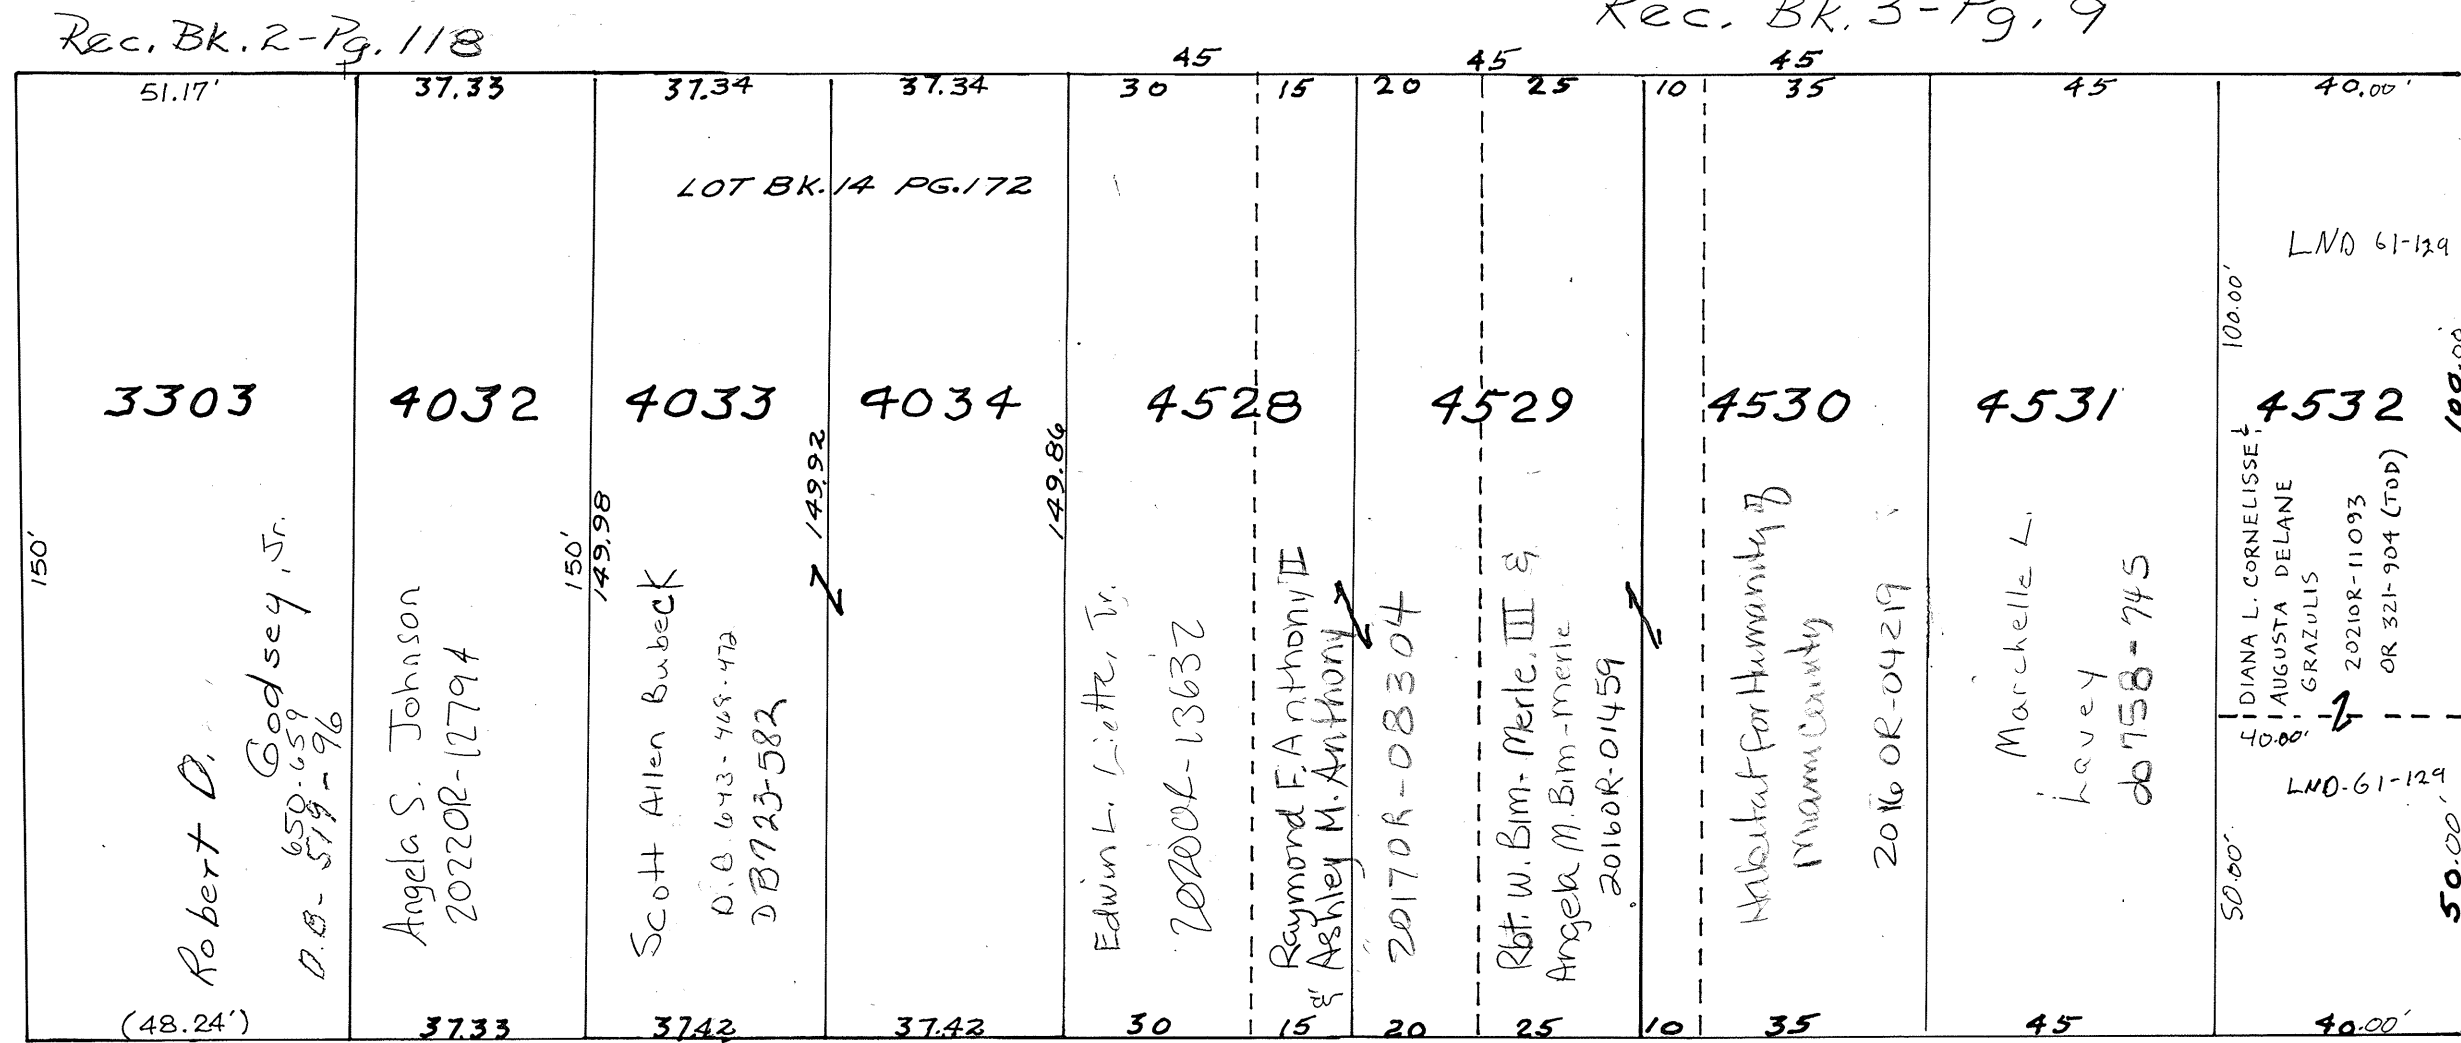 Rec. Bk. 2-Pg. 118
Rec. Bk. 3-Pg. 9
45 45 45
51.17' 37.33 37.34 37.34 30 15 20 25 10 35 45 40.00'
LOT BK. 14 PG. 172
LND 61-129
100.00'
100.00'
3303 4032 4033 4034 4528 4529 4530 4531 4532
150'
150'
149.98
149.92
149.86
Robert D.
Godsey, Jr.
650-659
D.B- 519-96
Angela S. Johnson
2022OR-12794
Scott Allen Bubeck
D.B. 643-469-472
DB723-582
Edwin L. Liette, Jr.
2020OR-13637
Raymond F. Anthony II
& Ashley M. Anthony
2017OR-08304
Rbt. W. Bim-Merle, III &
Angela M. Bim-Merle
2016OR-01459
Habitat for Humanity of
Miami County
2016OR-04219
Marchelle L.
Lavey
db758-745
DIANA L. CORNELISSE &
AUGUSTA DELANE
GRAZULIS
2021OR-11093
OR 321-904 (TOD)
40.00'
LND-61-129
50.00'
50.00'
(48.24') 37.33 37.42 37.42 30 15 20 25 10 35 45 40.00'